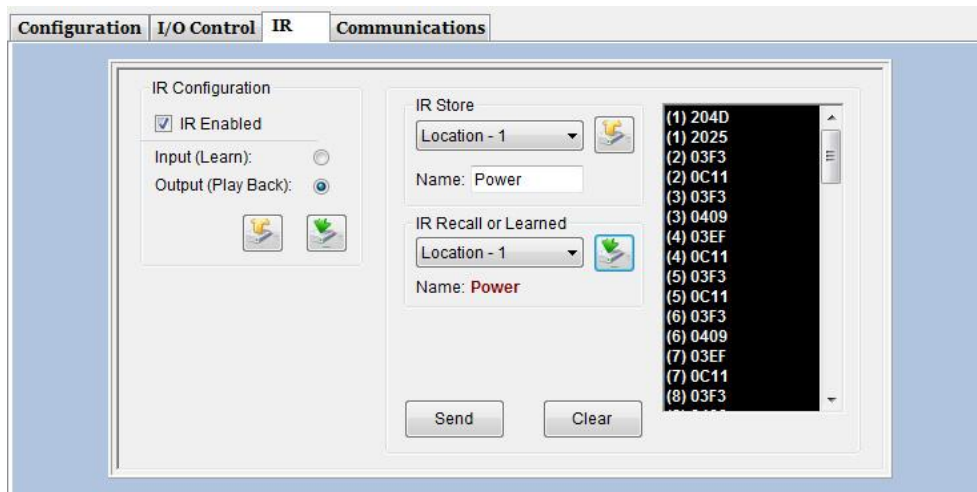 Configuration I/O Control IR Communications
IR Configuration
IR Enabled
Input (Learn):
Output (Play Back):
IR Store
Location - 1
Name: Power
IR Recall or Learned
Location - 1
Name: Power
Send Clear
(1) 204D
(1) 2025
(2) 03F3
(2) 0C11
(3) 03F3
(3) 0409
(4) 03EF
(4) 0C11
(5) 03F3
(5) 0C11
(6) 03F3
(6) 0409
(7) 03EF
(7) 0C11
(8) 03F3